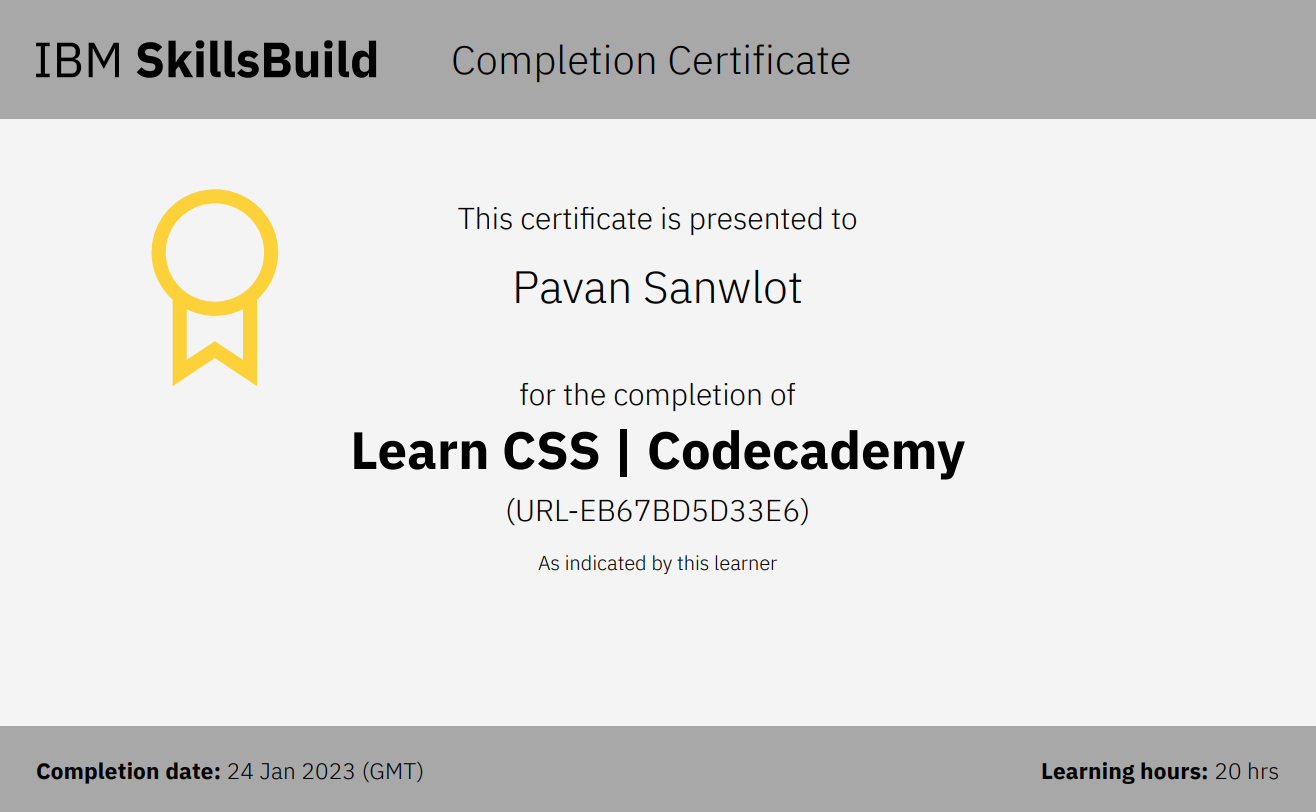 IBM SkillsBuild Completion Certificate
This certificate is presented to
Pavan Sanwlot
for the completion of
Learn CSS | Codecademy
(URL-EB67BD5D33E6)
As indicated by this learner
Completion date: 24 Jan 2023 (GMT)
Learning hours: 20 hrs